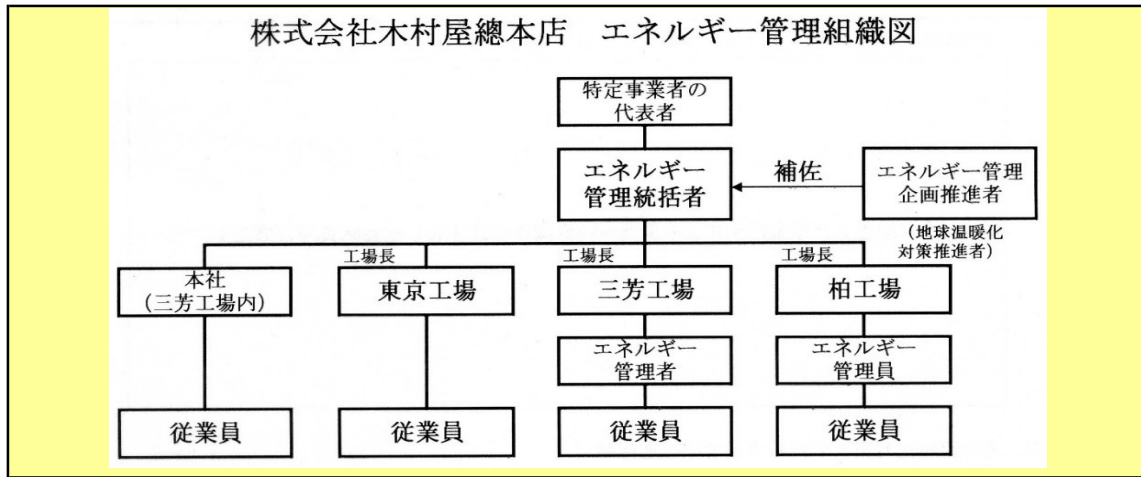 株式会社木村屋總本店　エネルギー管理組織図
特定事業者の
代表者
エネルギー
管理統括者
補佐
エネルギー管理
企画推進者
（地球温暖化
対策推進者）
本社
（三芳工場内）
工場長
東京工場
工場長
三芳工場
工場長
柏工場
エネルギー
管理者
エネルギー
管理員
従業員
従業員
従業員
従業員